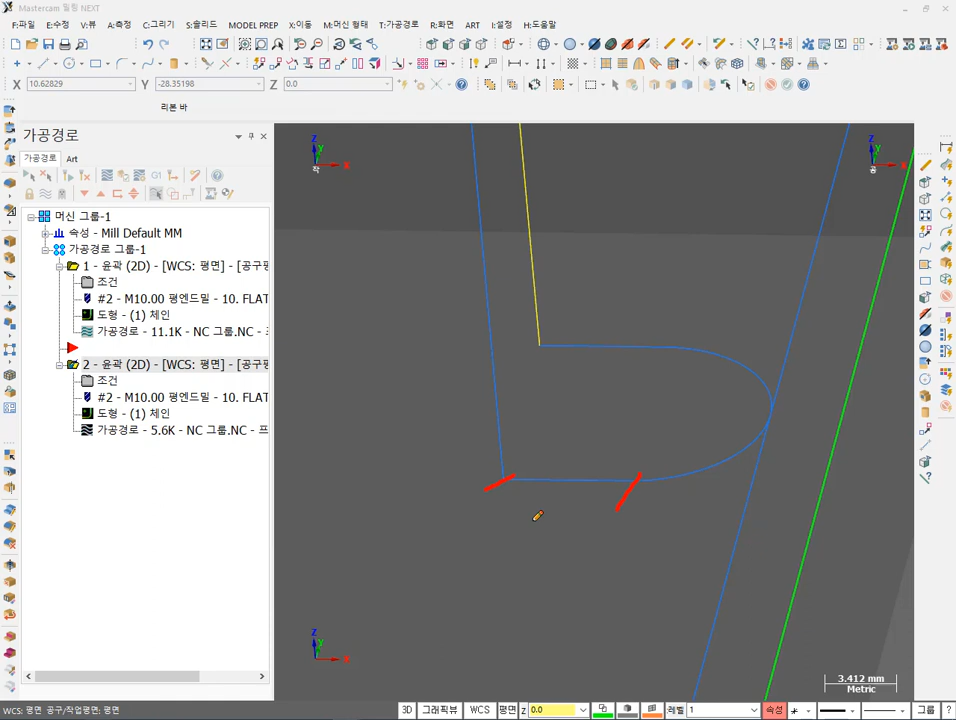 Mastercam 밀링 NEXT
F:파일 E:수정 V:뷰 A:측정 C:그리기 S:솔리드 MODEL PREP X:이동 M:머신 형태 T:가공경로 R:화면 ART I:설정 H:도움말
X 10.62829 Y -28.35198 Z 0.0
리본 바
가공경로
가공경로 Art
G1
머신 그룹-1
속성 - Mill Default MM
가공경로 그룹-1
1 - 윤곽 (2D) - [WCS: 평면] - [공구평
조건
#2 - M10.00 평엔드밀 - 10. FLAT
도형 - (1) 체인
가공경로 - 11.1K - NC 그룹.NC - 프
2 - 윤곽 (2D) - [WCS: 평면] - [공구평
조건
#2 - M10.00 평엔드밀 - 10. FLAT
도형 - (1) 체인
가공경로 - 5.6K - NC 그룹.NC - 프
Z Y X
Z Y X
공
Z Y X
3.412 mm
Metric
WCS: 평면 공구/작업평면: 평면
3D 그래픽뷰 WCS 평면 Z 0.0 레벨 1 속성 그룹